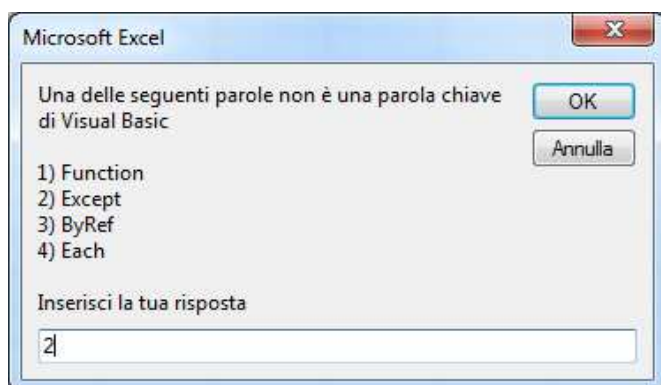 Microsoft Excel
Una delle seguenti parole non è una parola chiave
di Visual Basic
OK
Annulla
1) Function
2) Except
3) ByRef
4) Each
Inserisci la tua risposta
2